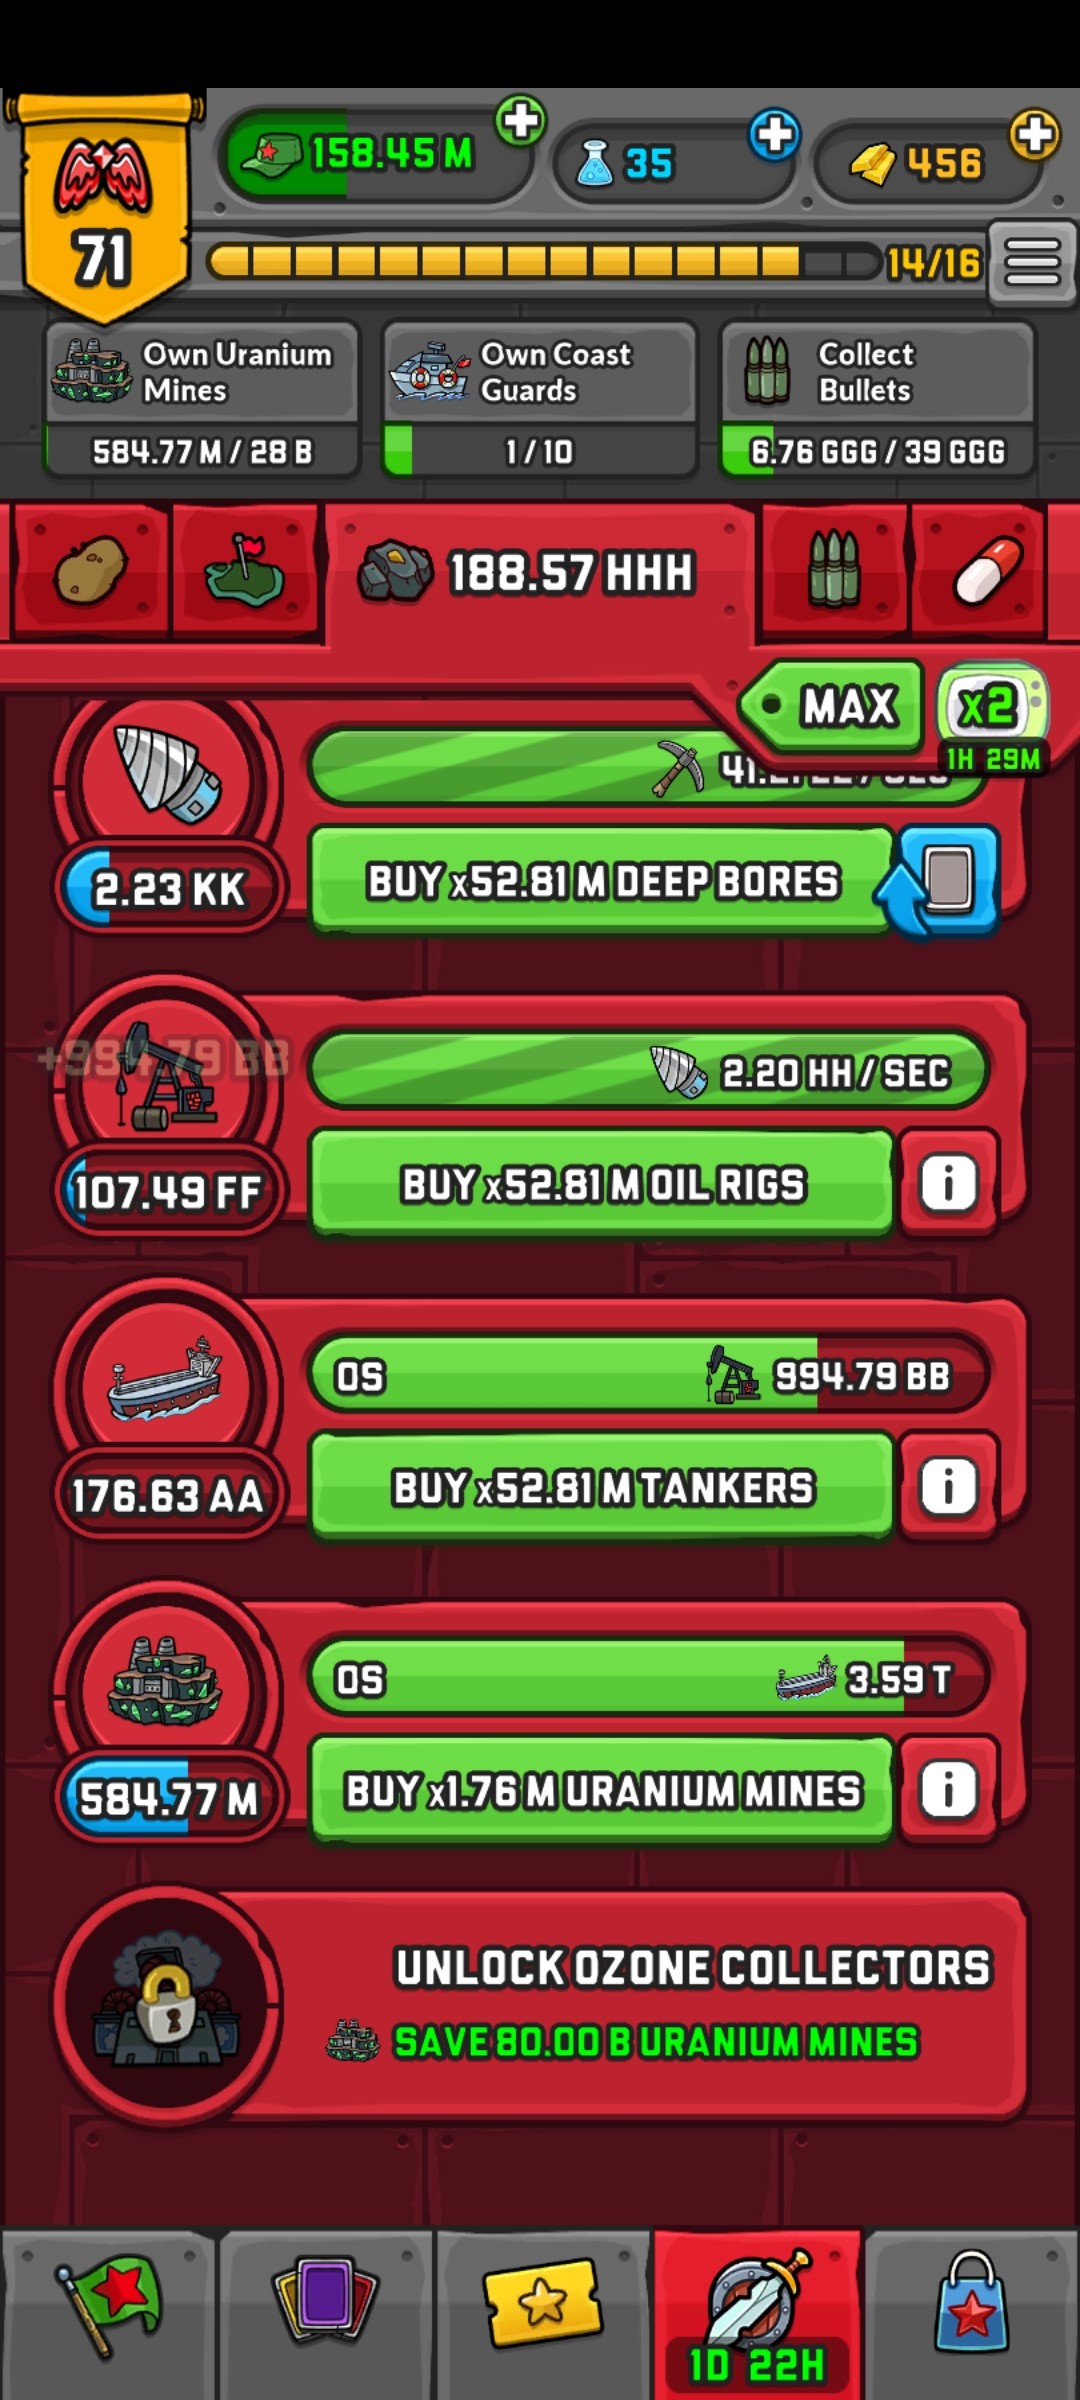 158.45 M
35
456
71
14/16
Own Uranium
Mines
584.77 M / 28 B
Own Coast
Guards
1 / 10
Collect
Bullets
6.76 GGG / 39 GGG
188.57 HHH
MAX
x2
1H 29M
2.23 KK
BUY x52.81 M DEEP BORES
+994.79 BB
2.20 HH / SEC
107.49 FF
BUY x52.81 M OIL RIGS
0S
994.79 BB
176.63 AA
BUY x52.81 M TANKERS
0S
3.59 T
584.77 M
BUY x1.76 M URANIUM MINES
UNLOCK OZONE COLLECTORS
SAVE 80.00 B URANIUM MINES
1D 22H